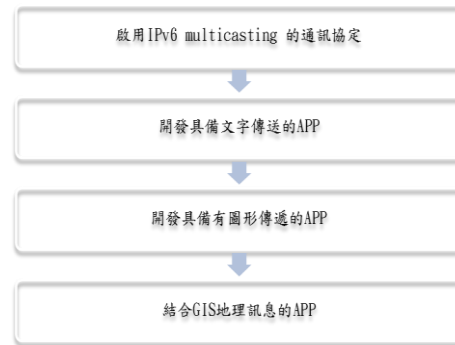 啟用IPv6 multicasting 的通訊協定
開發具備文字傳送的APP
開發具備有圖形傳遞的APP
結合GIS地理訊息的APP